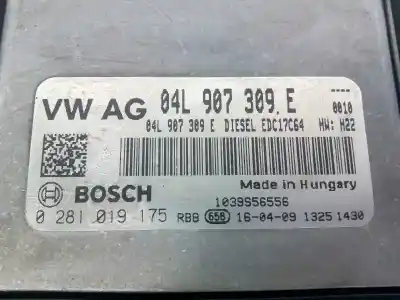 VW AG 04L 907 309 E ----
0010
04L 907 309 E DIESEL EDC17C64 HW: H22
Made in Hungary
BOSCH 1039S56556
0 281 019 175 RBB 656 16-04-09 1325 1430